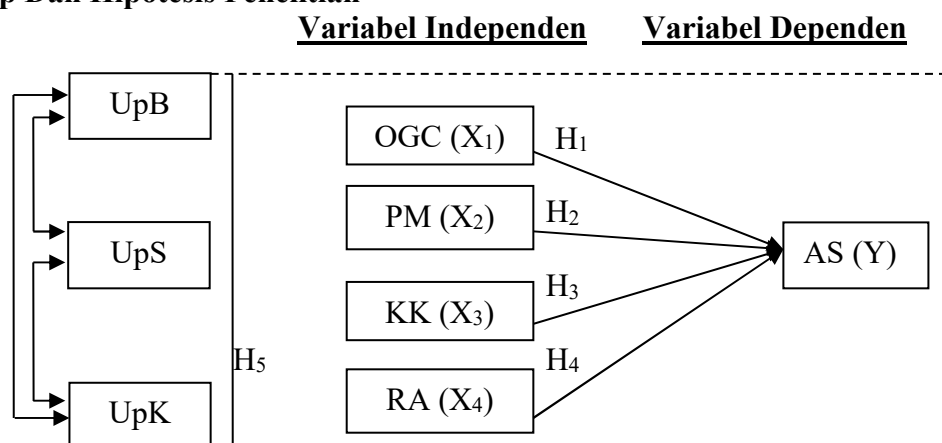 p Dan Hipotesis Penelitian
Variabel Independen Variabel Dependen
UpB
OGC (X₁) H₁
PM (X₂) H₂
UpS
AS (Y)
KK (X₃) H₃
H₅
RA (X₄) H₄
UpK